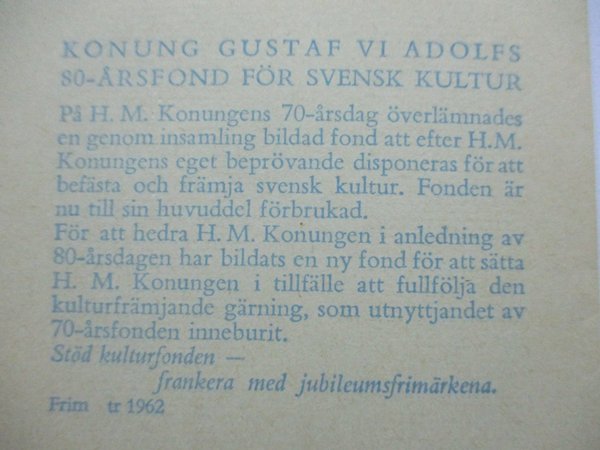 KONUNG GUSTAF VI ADOLFS
80-ÅRSFOND FÖR SVENSK KULTUR
På H. M. Konungens 70-årsdag överlämnades
en genom insamling bildad fond att efter H.M.
Konungens eget beprövande disponeras för att
befästa och främja svensk kultur. Fonden är
nu till sin huvuddel förbrukad.
För att hedra H. M. Konungen i anledning av
80-årsdagen har bildats en ny fond för att sätta
H. M. Konungen i tillfälle att fullfölja den
kulturfrämjande gärning, som utnyttjandet av
70-årsfonden inneburit.
Stöd kulturfonden —
frankera med jubileumsfrimärkena.
Frim tr 1962